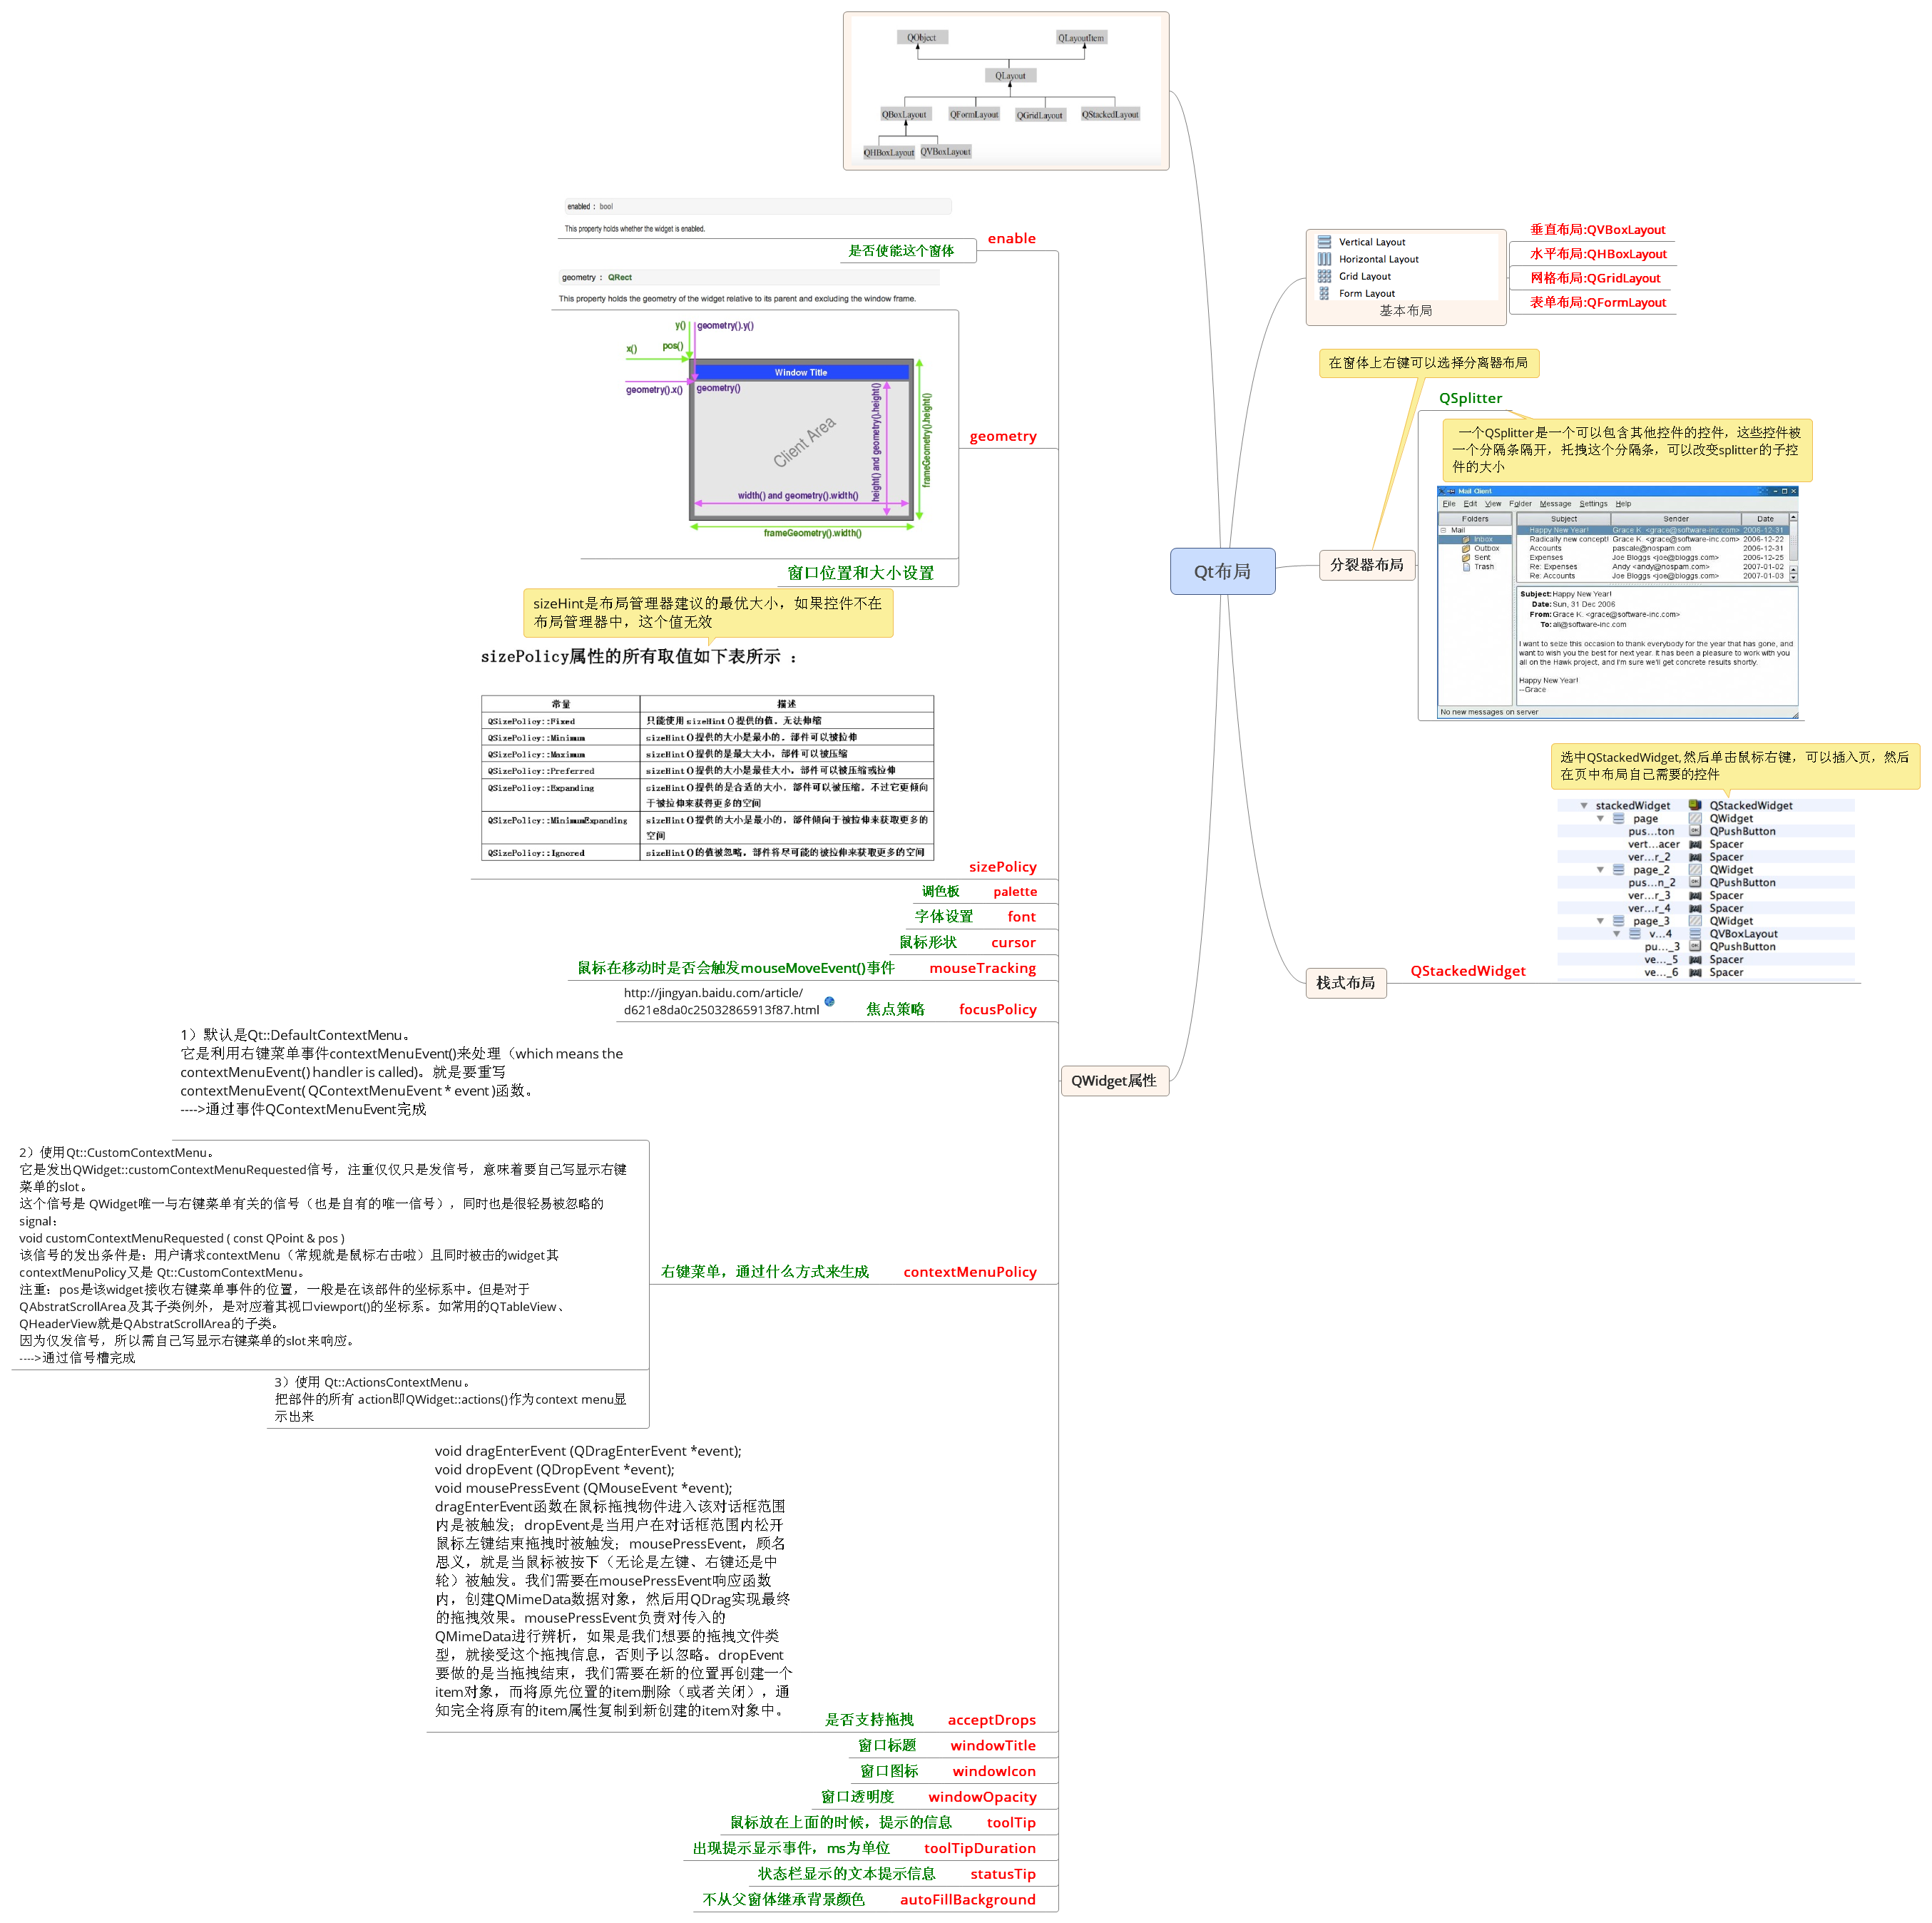 QObject
QLayoutItem
QLayout
QBoxLayout
QFormLayout
QGridLayout
QStackedLayout
QHBoxLayout
QVBoxLayout
Qt布局
Vertical Layout
Horizontal Layout
Grid Layout
Form Layout
基本布局
垂直布局:QVBoxLayout
水平布局:QHBoxLayout
网格布局:QGridLayout
表单布局:QFormLayout
在窗体上右键可以选择分离器布局
分裂器布局
QSplitter
一个QSplitter是一个可以包含其他控件的控件，这些控件被
一个分隔条隔开，托拽这个分隔条，可以改变splitter的子控
件的大小
Mail Client
File Edit View Folder Message Settings Help
Folders
Mail
Inbox
Outbox
Sent
Trash
Subject Sender Date
Happy New Year! Grace K. <grace@software-inc.com> 2006-12-31
Radically new concept! Grace K. <grace@software-inc.com> 2006-12-22
Accounts pascale@nospam.com 2006-12-31
Expenses Joe Bloggs <joe@bloggs.com> 2006-12-25
Re: Expenses Andy <andy@nospam.com> 2007-01-02
Re: Accounts Joe Bloggs <joe@bloggs.com> 2007-01-03
Subject: Happy New Year!
Date: Sun, 31 Dec 2006
From: Grace K. <grace@software-inc.com>
To: all@software-inc.com
I want to seize this occasion to thank everybody for the year that has gone, and
want to wish you the best for next year. It has been a pleasure to work with you
all on the Hawk project, and I'm sure we'll get concrete results shortly.
Happy New Year!
--Grace
No new messages on server
栈式布局
QStackedWidget
选中QStackedWidget,然后单击鼠标右键，可以插入页，然后
在页中布局自己需要的控件
stackedWidget QStackedWidget
page QWidget
pus...ton QPushButton
vert...acer Spacer
ver...r_2 Spacer
page_2 QWidget
pus...n_2 QPushButton
ver...r_3 Spacer
ver...r_4 Spacer
page_3 QWidget
v...4 QVBoxLayout
pu..._3 QPushButton
ve..._5 Spacer
ve..._6 Spacer
QWidget属性
enabled : bool
This property holds whether the widget is enabled.
enable
是否使能这个窗体
geometry : QRect
This property holds the geometry of the widget relative to its parent and excluding the window frame.
y()
geometry().y()
x()
pos()
Window Title
geometry().x()
geometry()
Client Area
height() and geometry().height()
frameGeometry().height()
width() and geometry().width()
frameGeometry().width()
geometry
窗口位置和大小设置
sizeHint是布局管理器建议的最优大小，如果控件不在
布局管理器中，这个值无效
sizePolicy属性的所有取值如下表所示 ：
常量 描述
QSizePolicy::Fixed 只能使用 sizeHint()提供的值，无法伸缩
QSizePolicy::Minimum sizeHint()提供的大小是最小的，部件可以被拉伸
QSizePolicy::Maximum sizeHint()提供的是最大大小，部件可以被压缩
QSizePolicy::Preferred sizeHint()提供的大小是最佳大小，部件可以被压缩或拉伸
QSizePolicy::Expanding sizeHint()提供的是合适的大小，部件可以被压缩，不过它更倾向
于被拉伸来获得更多的空间
QSizePolicy::MinimumExpanding sizeHint()提供的大小是最小的，部件倾向于被拉伸来获取更多的
空间
QSizePolicy::Ignored sizeHint()的值被忽略，部件将尽可能的被拉伸来获取更多的空间
sizePolicy
调色板 palette
字体设置 font
鼠标形状 cursor
鼠标在移动时是否会触发mouseMoveEvent()事件 mouseTracking
http://jingyan.baidu.com/article/
d621e8da0c25032865913f87.html
焦点策略 focusPolicy
1）默认是Qt::DefaultContextMenu。
它是利用右键菜单事件contextMenuEvent()来处理（which means the
contextMenuEvent() handler is called)。就是要重写
contextMenuEvent( QContextMenuEvent * event )函数。
---->通过事件QContextMenuEvent完成
2）使用Qt::CustomContextMenu。
它是发出QWidget::customContextMenuRequested信号，注重仅仅只是发信号，意味着要自己写显示右键
菜单的slot。
这个信号是 QWidget唯一与右键菜单有关的信号（也是自有的唯一信号），同时也是很轻易被忽略的
signal：
void customContextMenuRequested ( const QPoint & pos )
该信号的发出条件是：用户请求contextMenu（常规就是鼠标右击啦）且同时被击的widget其
contextMenuPolicy又是 Qt::CustomContextMenu。
注重：pos是该widget接收右键菜单事件的位置，一般是在该部件的坐标系中。但是对于
QAbstratScrollArea及其子类例外，是对应着其视口viewport()的坐标系。如常用的QTableView、
QHeaderView就是QAbstratScrollArea的子类。
因为仅发信号，所以需自己写显示右键菜单的slot来响应。
---->通过信号槽完成
右键菜单，通过什么方式来生成 contextMenuPolicy
3）使用 Qt::ActionsContextMenu。
把部件的所有 action即QWidget::actions()作为context menu显
示出来
void dragEnterEvent (QDragEnterEvent *event);
void dropEvent (QDropEvent *event);
void mousePressEvent (QMouseEvent *event);
dragEnterEvent函数在鼠标拖拽物件进入该对话框范围
内是被触发；dropEvent是当用户在对话框范围内松开
鼠标左键结束拖拽时被触发；mousePressEvent，顾名
思义，就是当鼠标被按下（无论是左键、右键还是中
轮）被触发。我们需要在mousePressEvent响应函数
内，创建QMimeData数据对象，然后用QDrag实现最终
的拖拽效果。mousePressEvent负责对传入的
QMimeData进行辨析，如果是我们想要的拖拽文件类
型，就接受这个拖拽信息，否则予以忽略。dropEvent
要做的是当拖拽结束，我们需要在新的位置再创建一个
item对象，而将原先位置的item删除（或者关闭），通
知完全将原有的item属性复制到新创建的item对象中。
是否支持拖拽 acceptDrops
窗口标题 windowTitle
窗口图标 windowIcon
窗口透明度 windowOpacity
鼠标放在上面的时候，提示的信息 toolTip
出现提示显示事件，ms为单位 toolTipDuration
状态栏显示的文本提示信息 statusTip
不从父窗体继承背景颜色 autoFillBackground